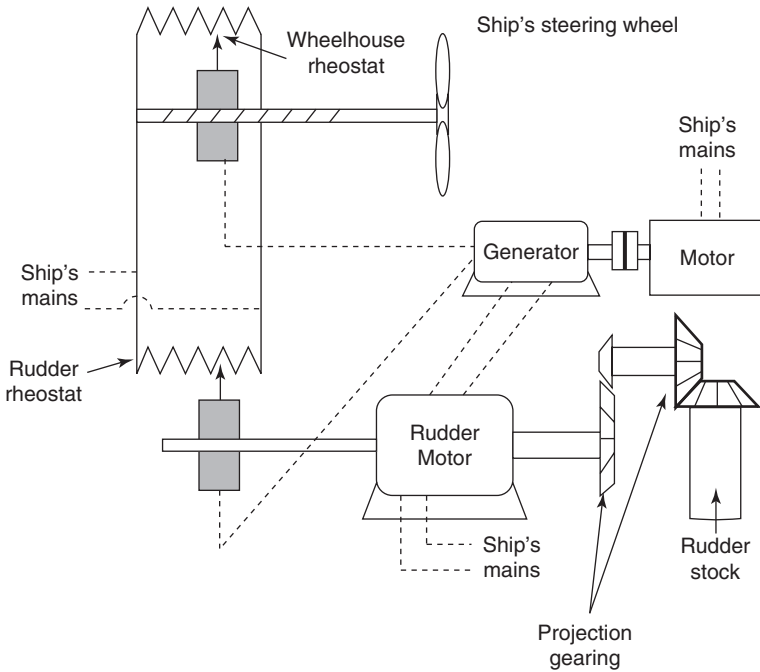 Ship's steering wheel
Wheelhouse
rheostat
Ship's
mains
Generator
Motor
Ship's
mains
Rudder
rheostat
Rudder
Motor
Ship's
mains
Rudder
stock
Projection
gearing